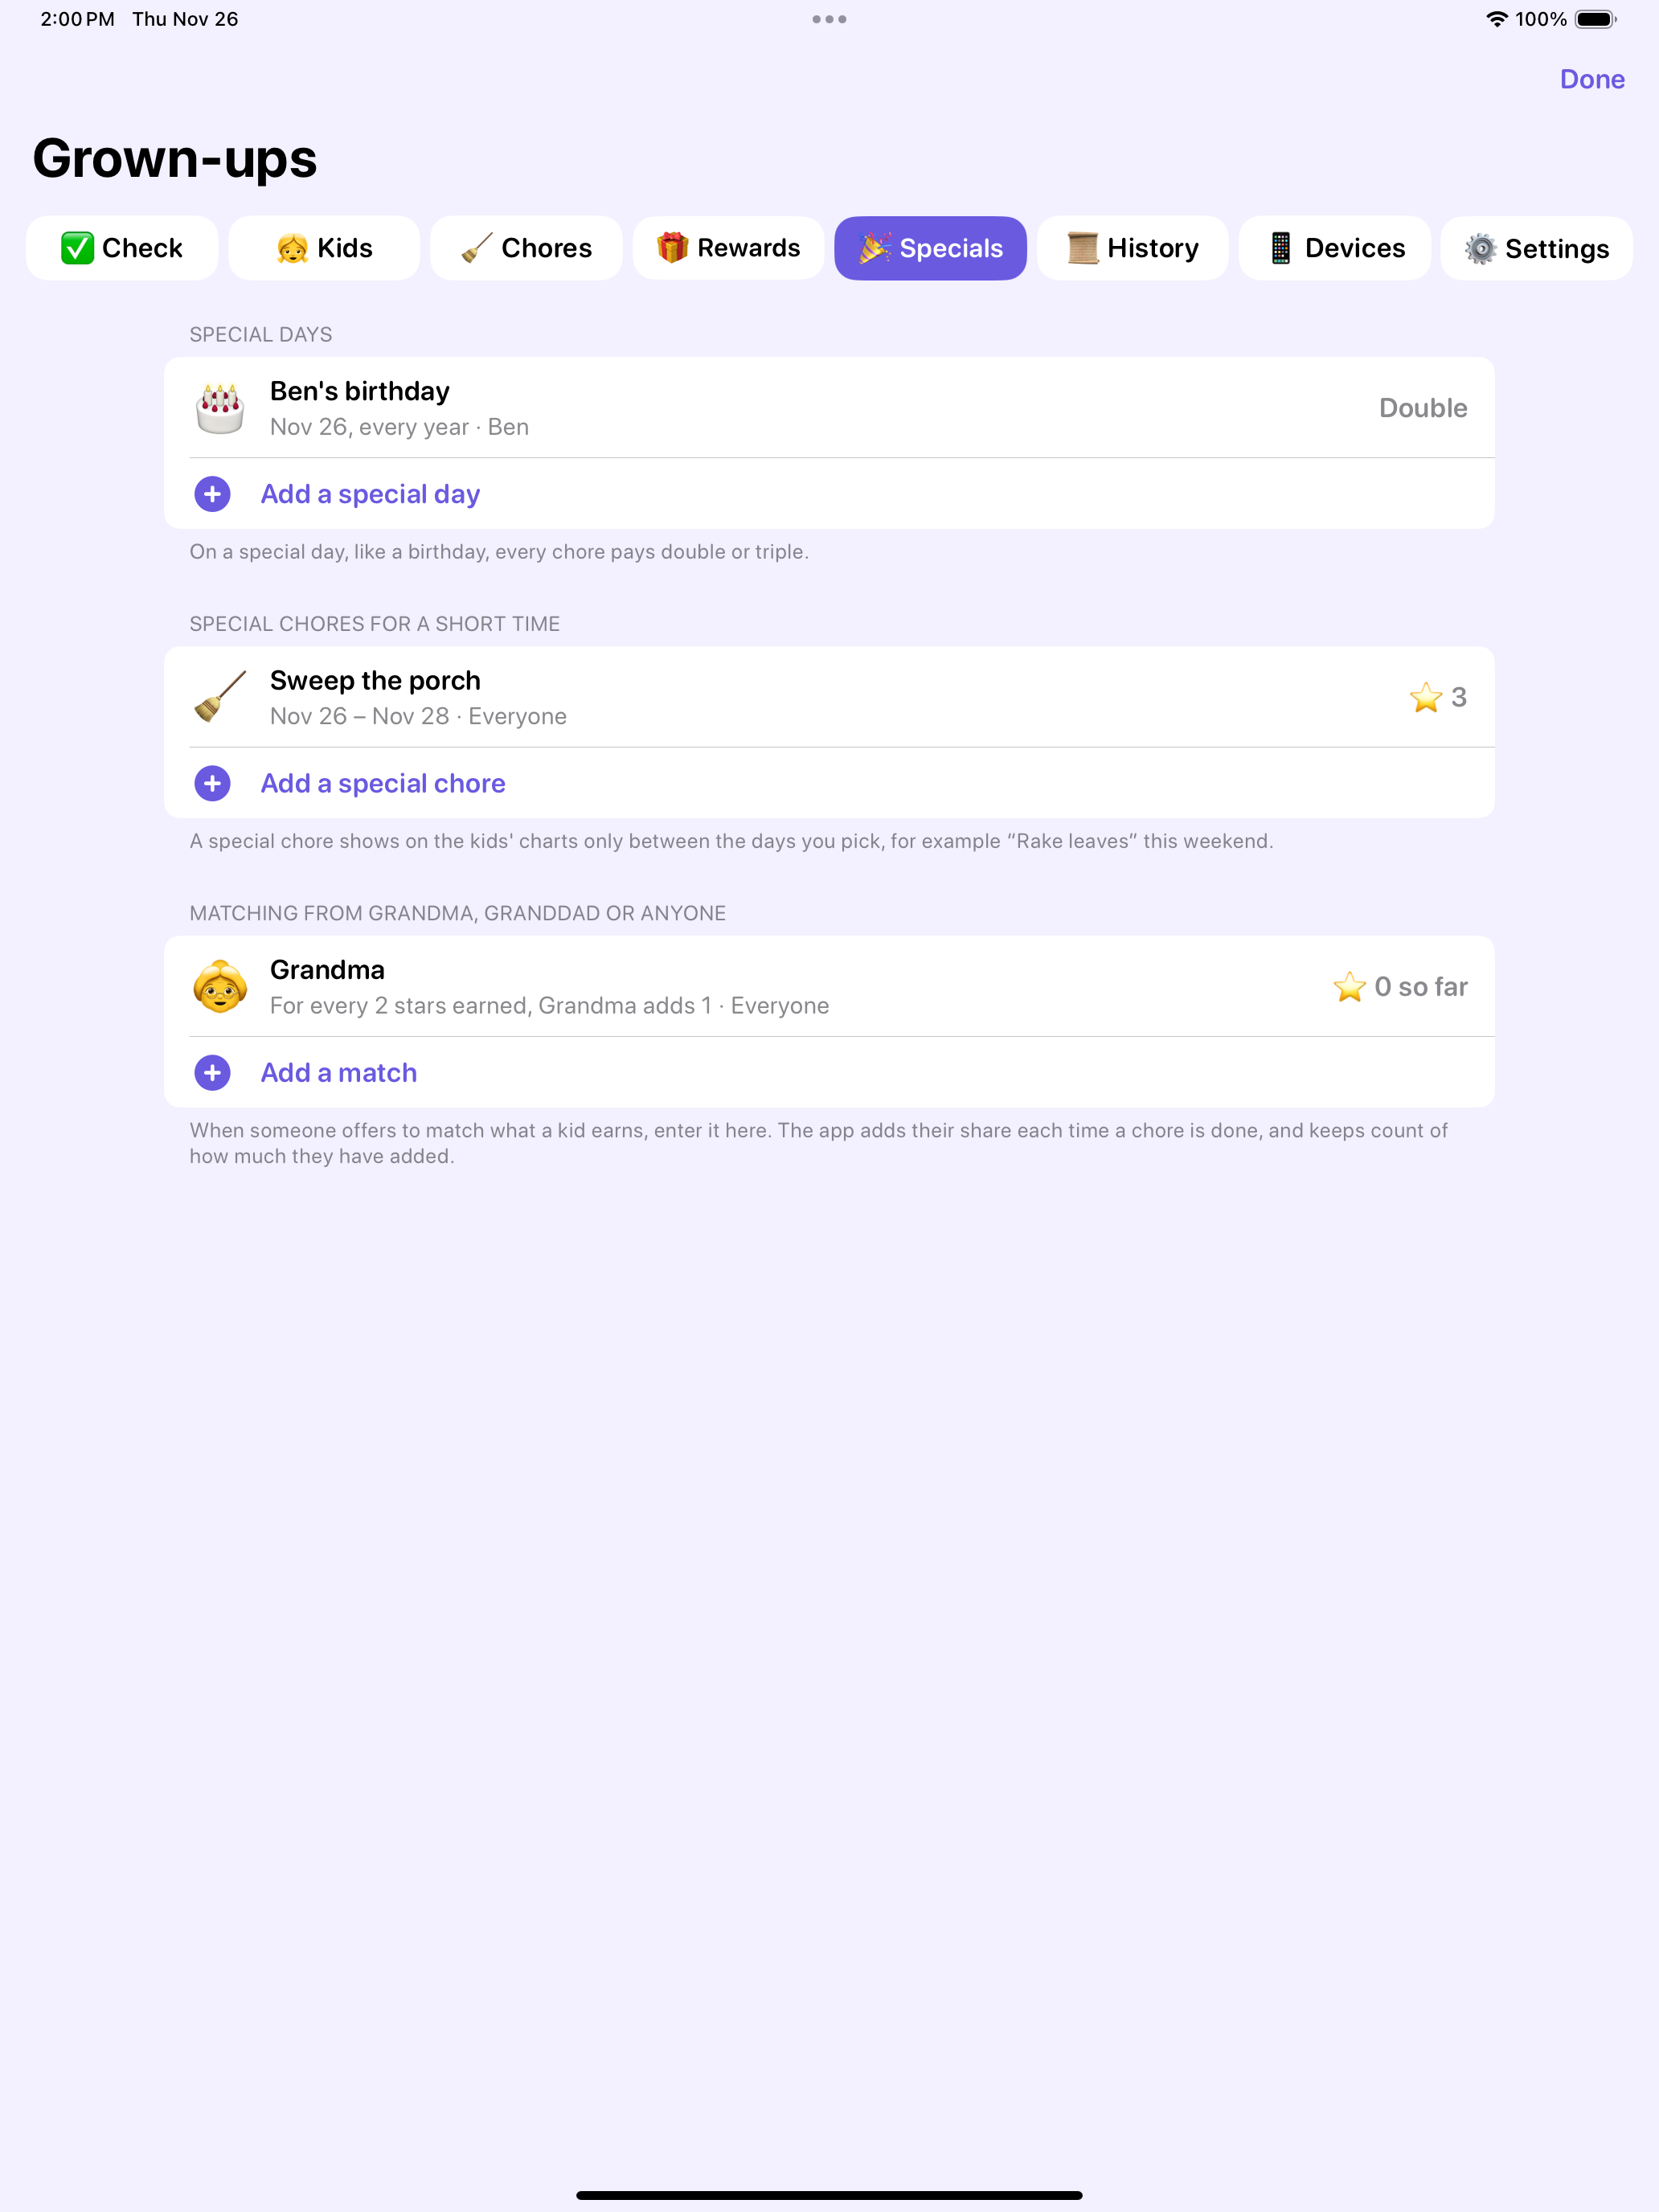 2:00 PM Thu Nov 26
100%
Done
Grown-ups
Check
Kids
Chores
Rewards
Specials
History
Devices
Settings
SPECIAL DAYS
Ben's birthday
Nov 26, every year · Ben
Double
Add a special day
On a special day, like a birthday, every chore pays double or triple.
SPECIAL CHORES FOR A SHORT TIME
Sweep the porch
Nov 26 – Nov 28 · Everyone
3
Add a special chore
A special chore shows on the kids' charts only between the days you pick, for example “Rake leaves” this weekend.
MATCHING FROM GRANDMA, GRANDDAD OR ANYONE
Grandma
For every 2 stars earned, Grandma adds 1 · Everyone
0 so far
Add a match
When someone offers to match what a kid earns, enter it here. The app adds their share each time a chore is done, and keeps count of
how much they have added.